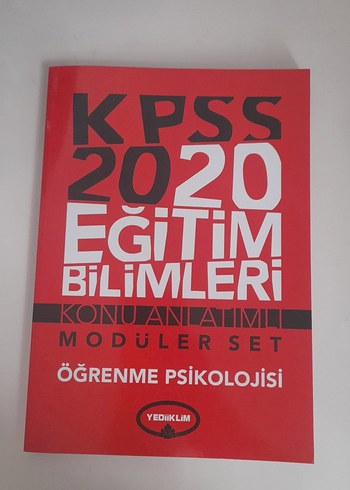 KPSS
2020
EĞİTİM
BİLİMLERİ
KONU ANLATIMLI
MODÜLER SET
ÖĞRENME PSİKOLOJİSİ
YEDİİKLİM